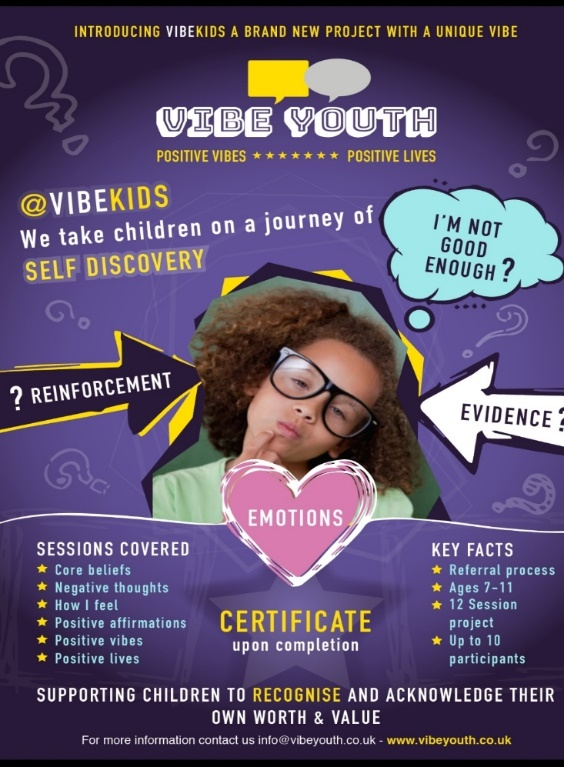 INTRODUCING VIBEKIDS A BRAND NEW PROJECT WITH A UNIQUE VIBE
VIBE YOUTH
POSITIVE VIBES ★★★★★★★ POSITIVE LIVES
@VIBEKIDS
We take children on a journey of
SELF DISCOVERY
I'M NOT
GOOD
ENOUGH?
? REINFORCEMENT
EVIDENCE?
EMOTIONS
SESSIONS COVERED
★ Core beliefs
★ Negative thoughts
★ How I feel
★ Positive affirmations
★ Positive vibes
★ Positive lives
CERTIFICATE
upon completion
KEY FACTS
★ Referral process
★ Ages 7-11
★ 12 Session
project
★ Up to 10
participants
SUPPORTING CHILDREN TO RECOGNISE AND ACKNOWLEDGE THEIR
OWN WORTH & VALUE
For more information contact us info@vibeyouth.co.uk - www.vibeyouth.co.uk